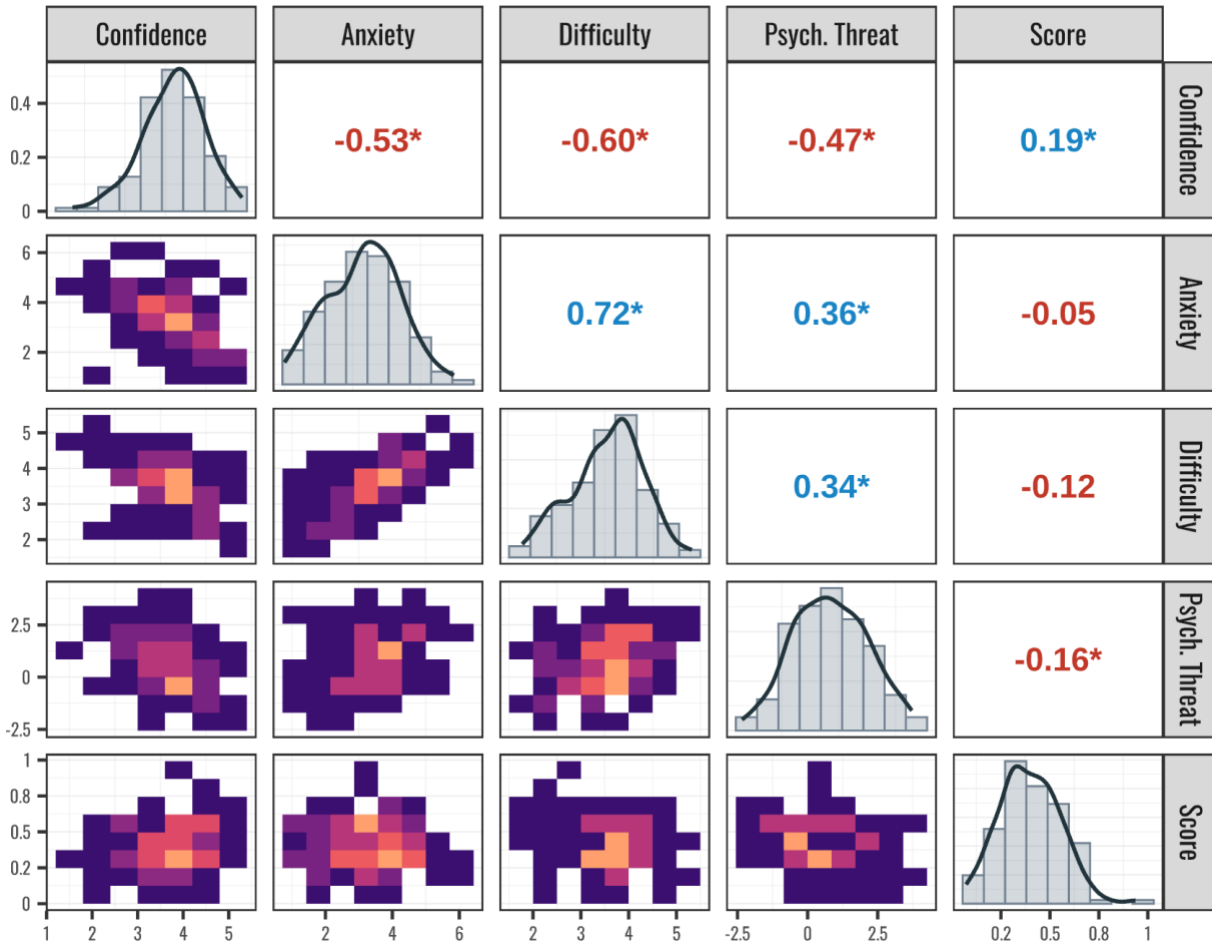 Confidence Anxiety Difficulty Psych. Threat Score
0.4
0.2
0
-0.53* -0.60* -0.47* 0.19*
Confidence
6
4
2
0.72* 0.36* -0.05
Anxiety
5
4
3
2
0.34* -0.12
Difficulty
2.5
0
-2.5
-0.16*
Psych. Threat
1
0.8
0.5
0.2
0
Score
1 2 3 4 5 2 4 6 2 3 4 5 -2.5 0 2.5 0.2 0.5 0.8 1